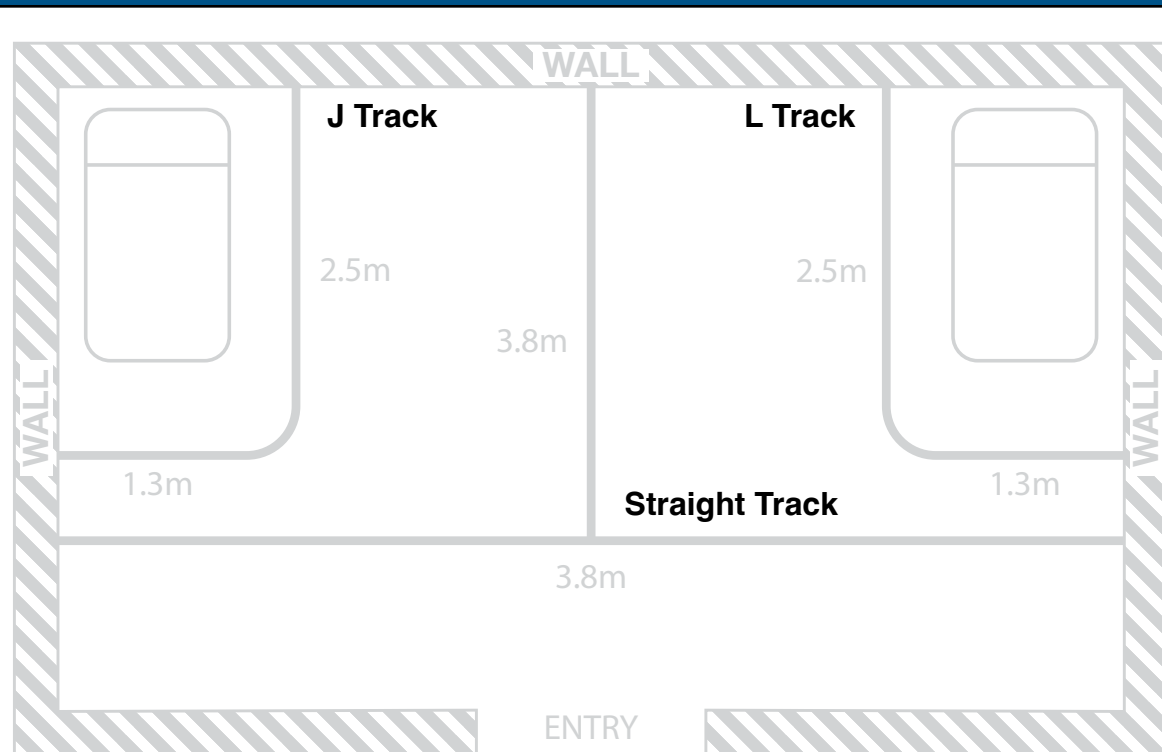 WALL
J Track
L Track
2.5m
2.5m
3.8m
WALL
WALL
1.3m
1.3m
Straight Track
3.8m
ENTRY